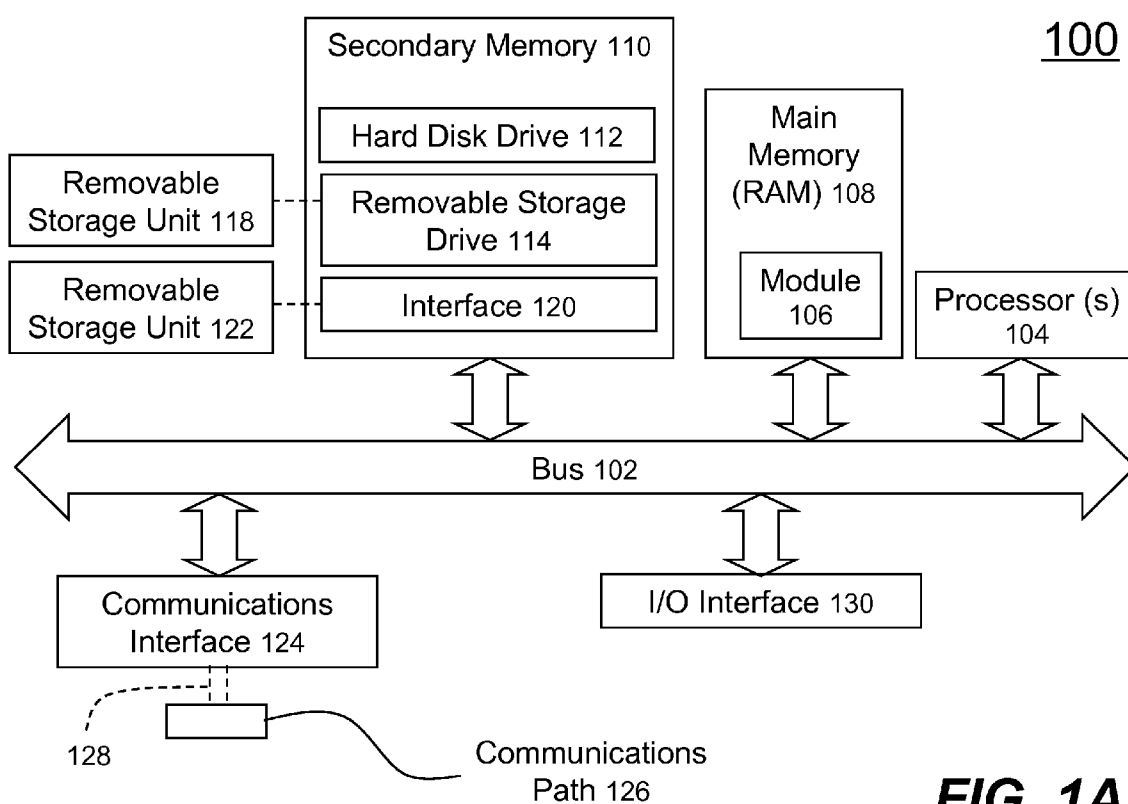 100
Secondary Memory 110
Hard Disk Drive 112
Removable Storage
Drive 114
Interface 120
Removable
Storage Unit 118
Removable
Storage Unit 122
Main
Memory
(RAM) 108
Module
106
Processor (s)
104
Bus 102
Communications
Interface 124
I/O Interface 130
128
Communications
Path 126
FIG. 1A